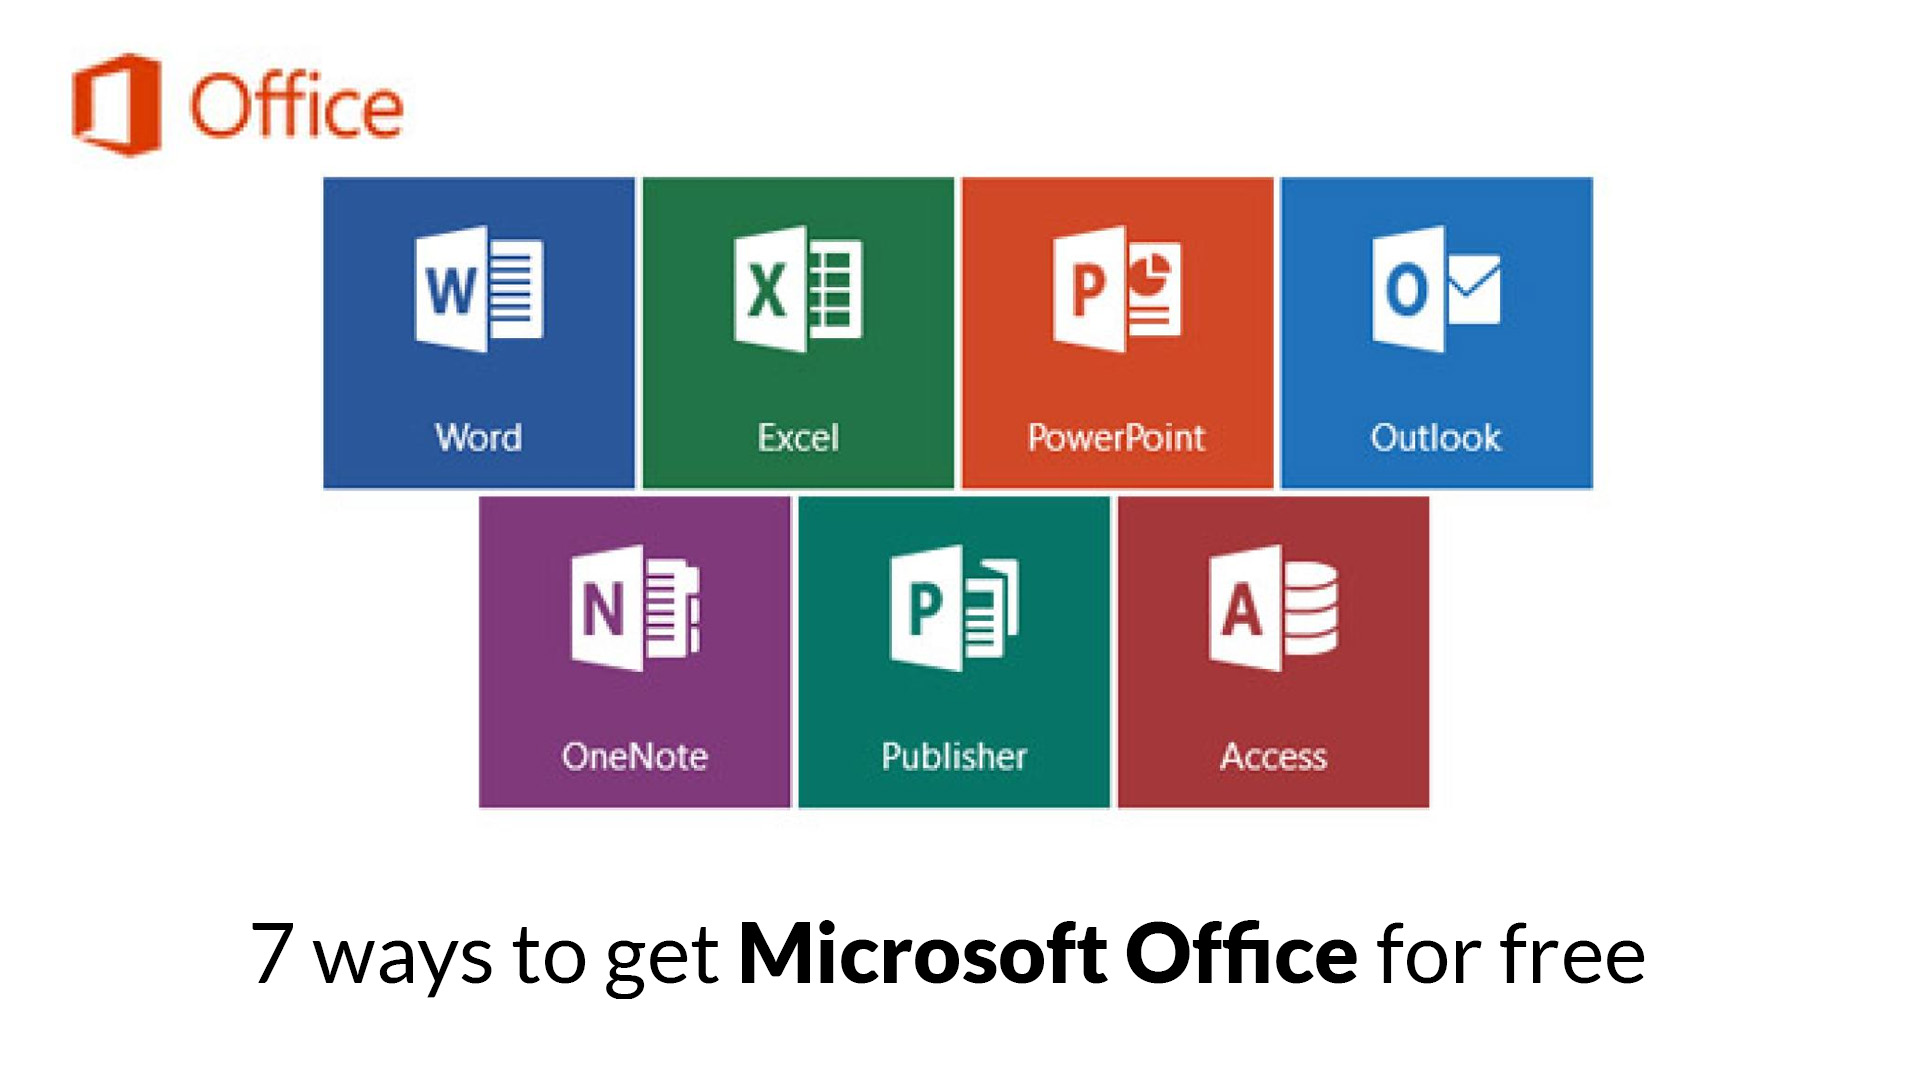 Office
W X P O
Word Excel PowerPoint Outlook
N P A
OneNote Publisher Access
7 ways to get Microsoft Office for free